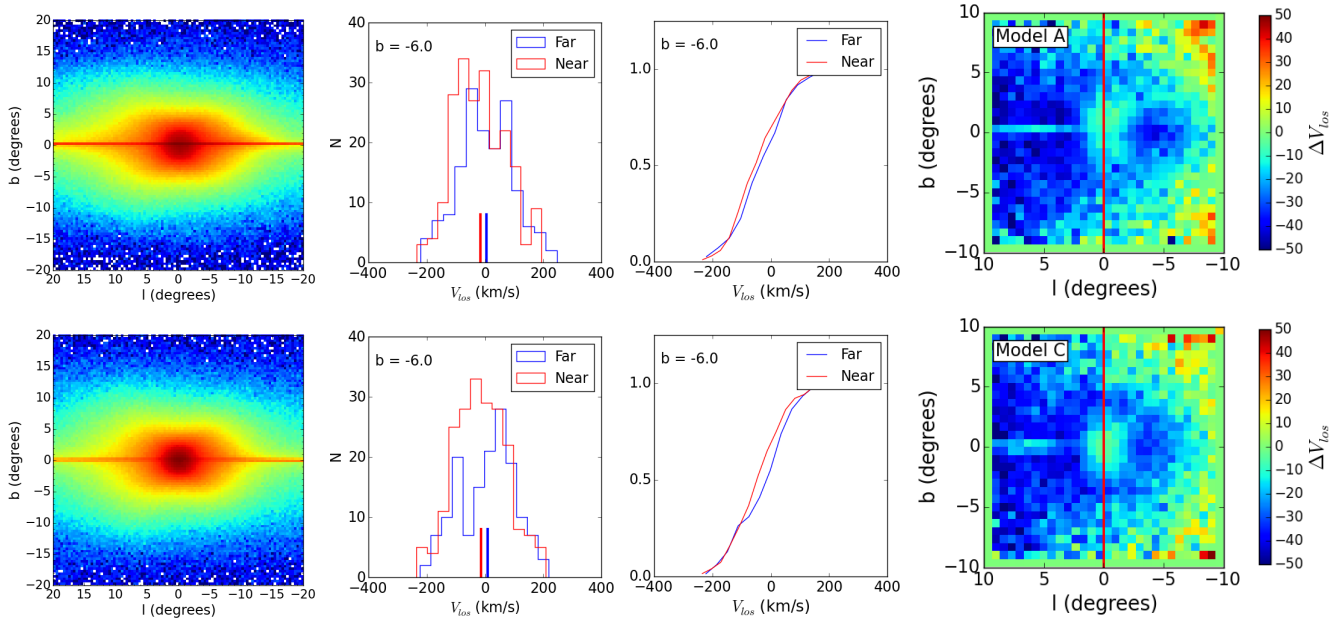 20
15
10
5
0
−5
−10
−15
−20
b (degrees)
20 15 10 5 0 −5 −10 −15 −20
l (degrees)
40
30
20
10
0
N
b = -6.0
Far
Near
−400 −200 0 200 400
V_los (km/s)
1.0
0.5
0.0
b = -6.0
Far
Near
−400 −200 0 200 400
V_los (km/s)
10
5
0
−5
−10
b (degrees)
Model A
10 5 0 −5 −10
l (degrees)
50
40
30
20
10
0
−10
−20
−30
−40
−50
ΔV_los
20
15
10
5
0
−5
−10
−15
−20
b (degrees)
20 15 10 5 0 −5 −10 −15 −20
l (degrees)
40
30
20
10
0
N
b = -6.0
Far
Near
−400 −200 0 200 400
V_los (km/s)
1.0
0.5
0.0
b = -6.0
Far
Near
−400 −200 0 200 400
V_los (km/s)
10
5
0
−5
−10
b (degrees)
Model C
10 5 0 −5 −10
l (degrees)
50
40
30
20
10
0
−10
−20
−30
−40
−50
ΔV_los